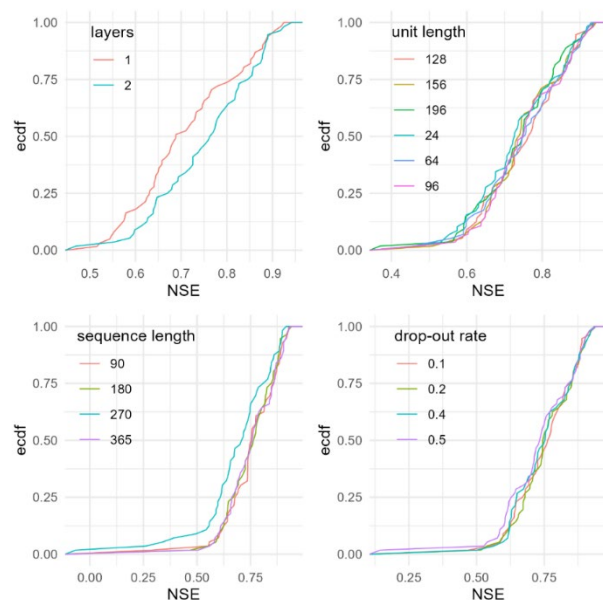 layers
1
2
ecdf
1.00
0.75
0.50
0.25
0.00
0.5 0.6 0.7 0.8 0.9
NSE
unit length
128
156
196
24
64
96
ecdf
1.00
0.75
0.50
0.25
0.00
0.4 0.6 0.8
NSE
sequence length
90
180
270
365
ecdf
1.00
0.75
0.50
0.25
0.00
0.00 0.25 0.50 0.75
NSE
drop-out rate
0.1
0.2
0.4
0.5
ecdf
1.00
0.75
0.50
0.25
0.00
0.25 0.50 0.75
NSE